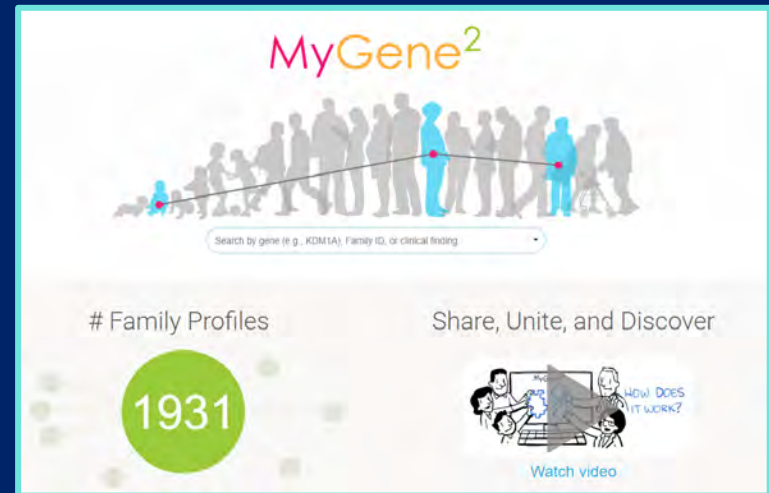 MyGene²
Search by gene (e.g., KDM1A), Family ID, or clinical finding
# Family Profiles
Share, Unite, and Discover
1931
HOW DOES
IT WORK?
Watch video